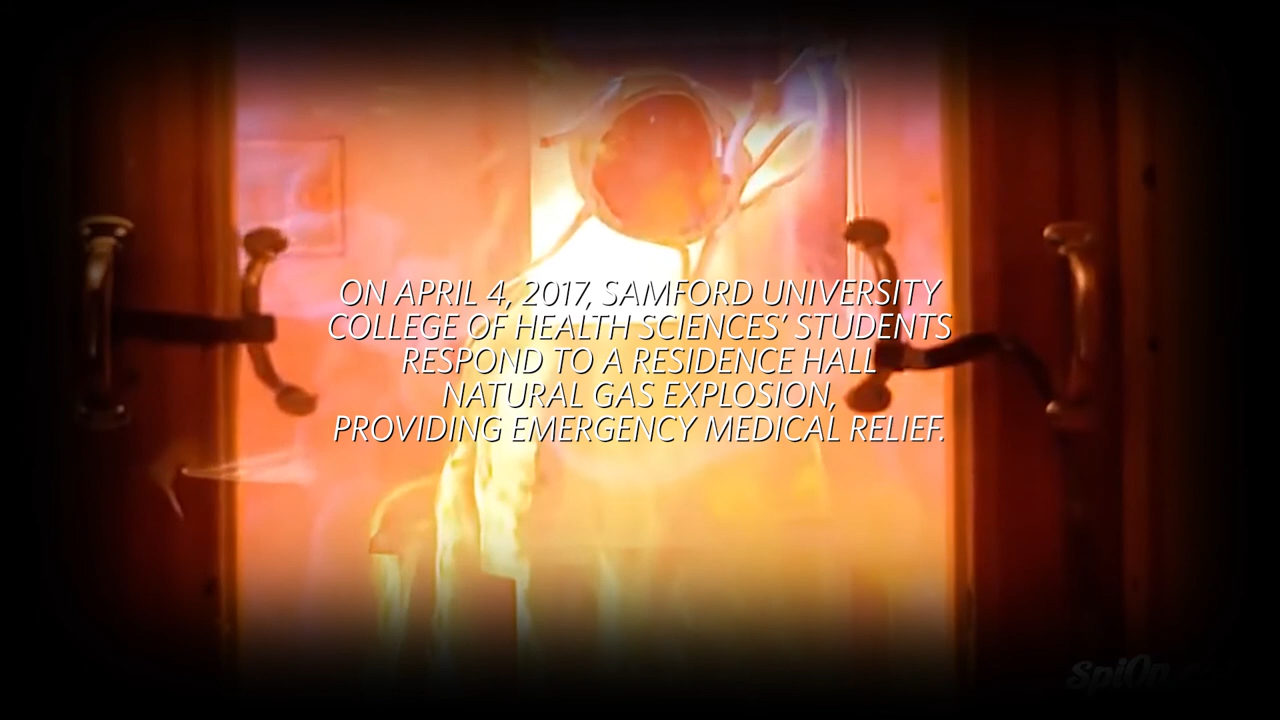 ON APRIL 4, 2017, SAMFORD UNIVERSITY
COLLEGE OF HEALTH SCIENCES’ STUDENTS
RESPOND TO A RESIDENCE HALL
NATURAL GAS EXPLOSION,
PROVIDING EMERGENCY MEDICAL RELIEF.